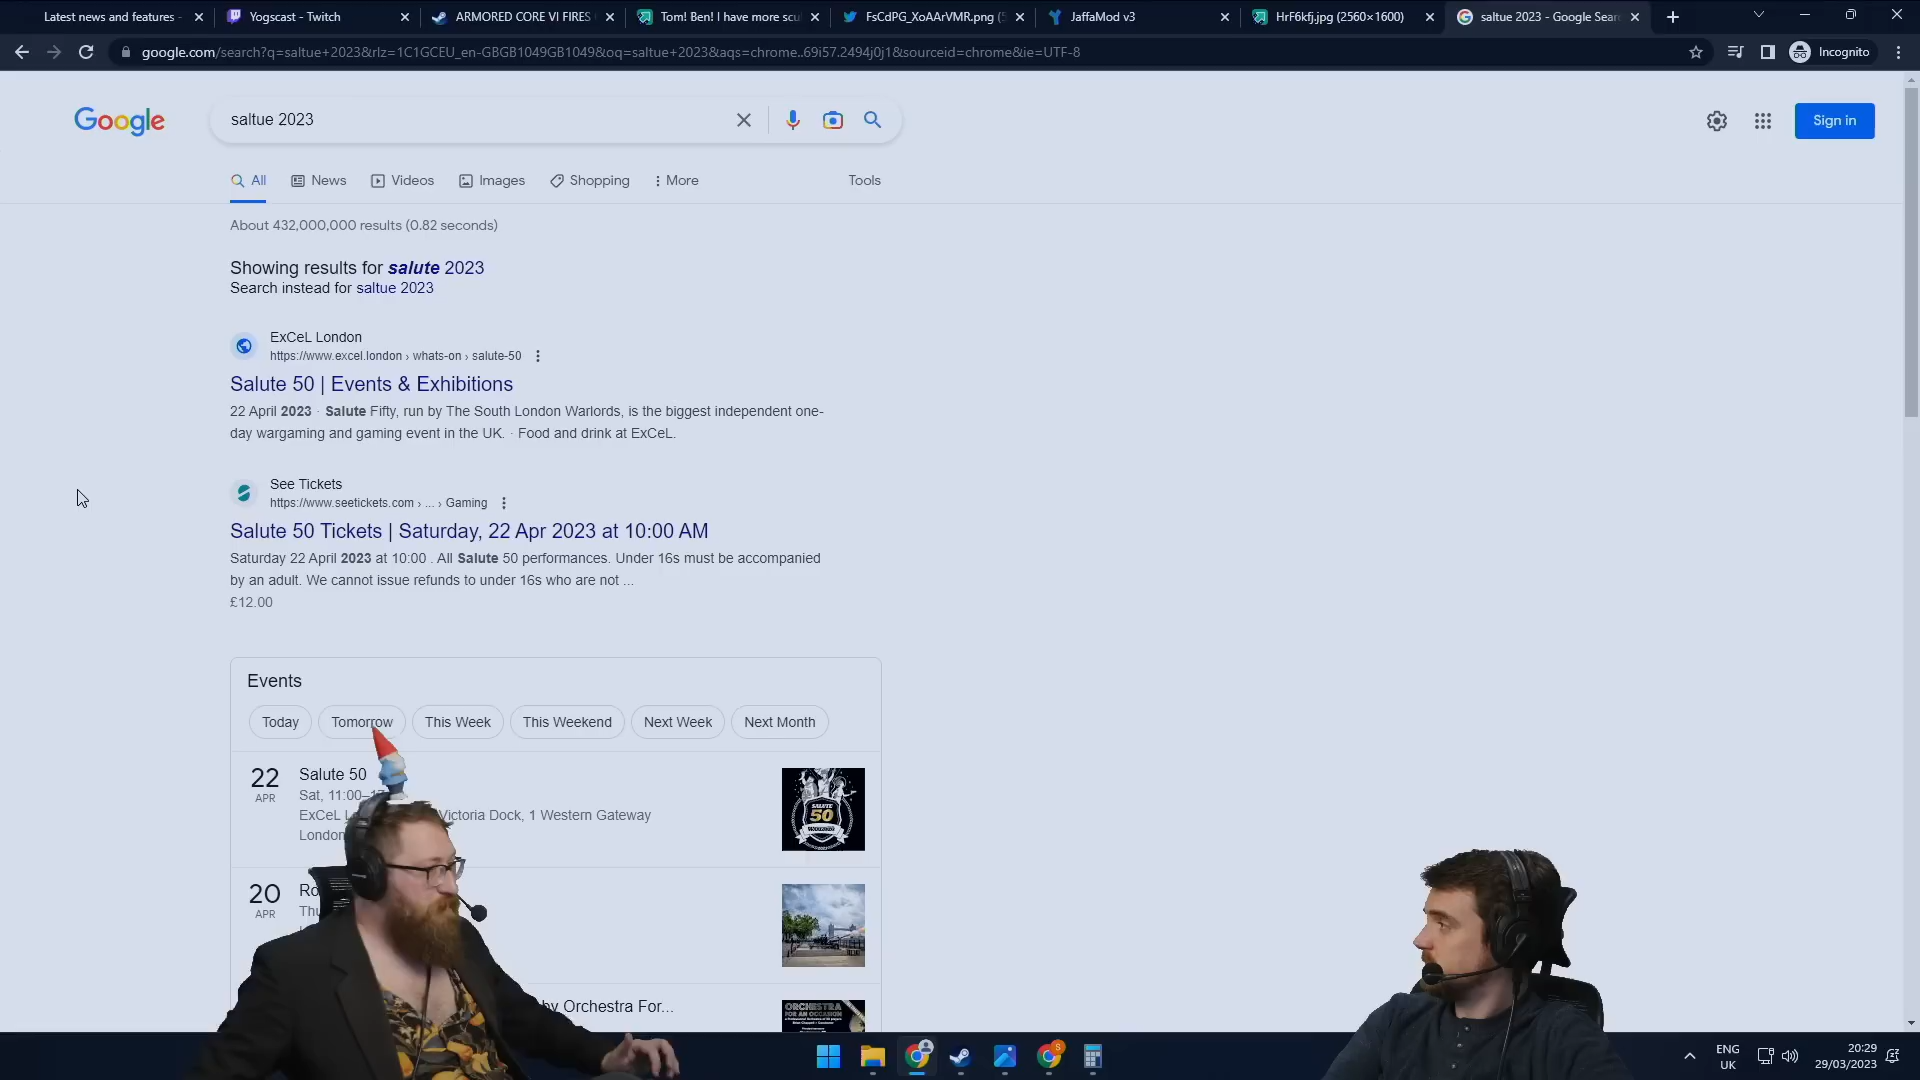 Latest news and features -
Yogscast - Twitch
ARMORED CORE VI FIRES
Tom! Ben! I have more scu
FsCdPG_XoAArVMR.png (5
JaffaMod v3
HrF6kfj.jpg (2560×1600)
saltue 2023 - Google Sear
google.com/search?q=saltue+2023&rlz=1C1GCEU_en-GBGB1049GB1049&oq=saltue+2023&aqs=chrome..69i57.2494j0j1&sourceid=chrome&ie=UTF-8
Incognito
Google
saltue 2023
Sign in
All
News
Videos
Images
Shopping
More
Tools
About 432,000,000 results (0.82 seconds)
Showing results for salute 2023
Search instead for saltue 2023
ExCeL London
https://www.excel.london › whats-on › salute-50
Salute 50 | Events & Exhibitions
22 April 2023 · Salute Fifty, run by The South London Warlords, is the biggest independent one-
day wargaming and gaming event in the UK. · Food and drink at ExCeL.
See Tickets
https://www.seetickets.com › ... › Gaming
Salute 50 Tickets | Saturday, 22 Apr 2023 at 10:00 AM
Saturday 22 April 2023 at 10:00 . All Salute 50 performances. Under 16s must be accompanied
by an adult. We cannot issue refunds to under 16s who are not ...
£12.00
Events
Today
Tomorrow
This Week
This Weekend
Next Week
Next Month
22
APR
Salute 50
Sat, 11:00–
ExCeL
Victoria Dock, 1 Western Gateway
London
SALUTE
50
20
APR
Ro
Thu
by Orchestra For...
ORCHESTRA
FOR AN OCCASION
S
ENG
UK
20:29
29/03/2023